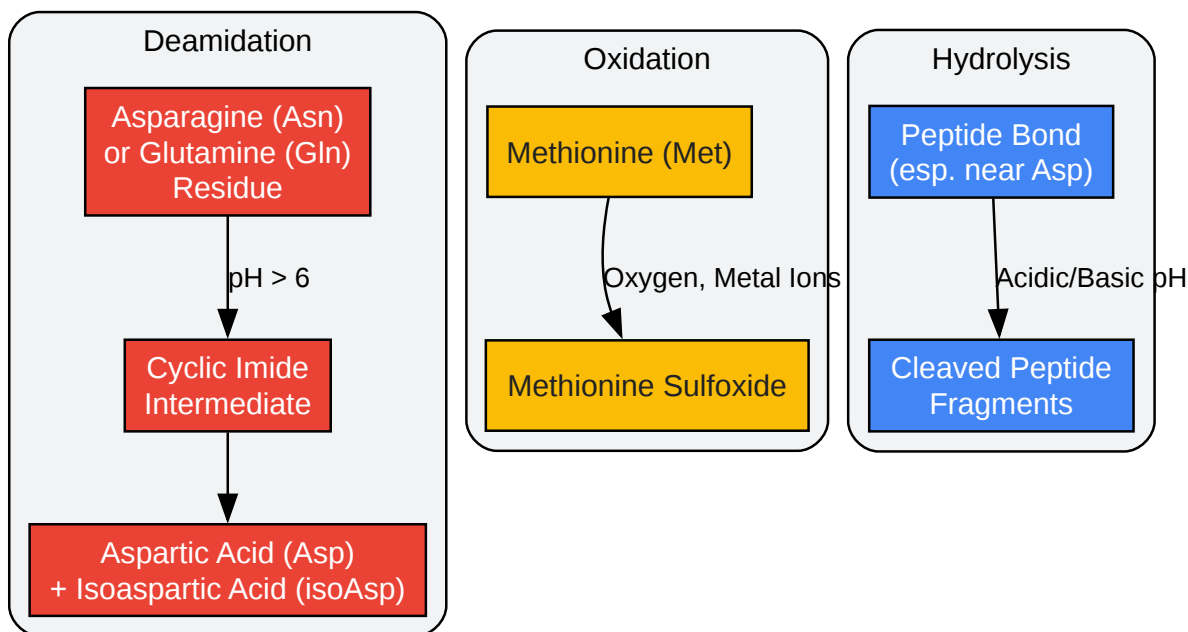 Deamidation
Asparagine (Asn)
or Glutamine (Gln)
Residue
pH > 6
Cyclic Imide
Intermediate
Aspartic Acid (Asp)
+ Isoaspartic Acid (isoAsp)
Oxidation
Methionine (Met)
Oxygen, Metal Ions
Methionine Sulfoxide
Hydrolysis
Peptide Bond
(esp. near Asp)
Acidic/Basic pH
Cleaved Peptide
Fragments